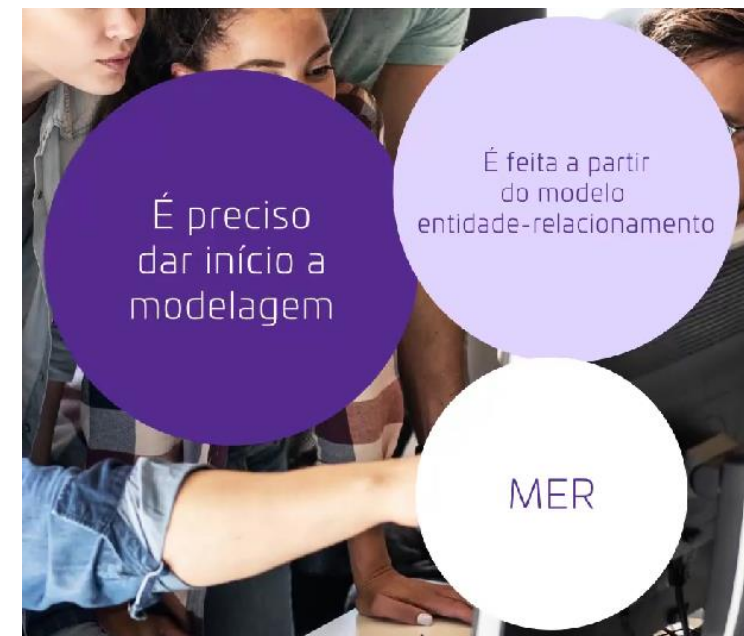 É preciso
dar início a
modelagem
É feita a partir
do modelo
entidade-relacionamento
MER